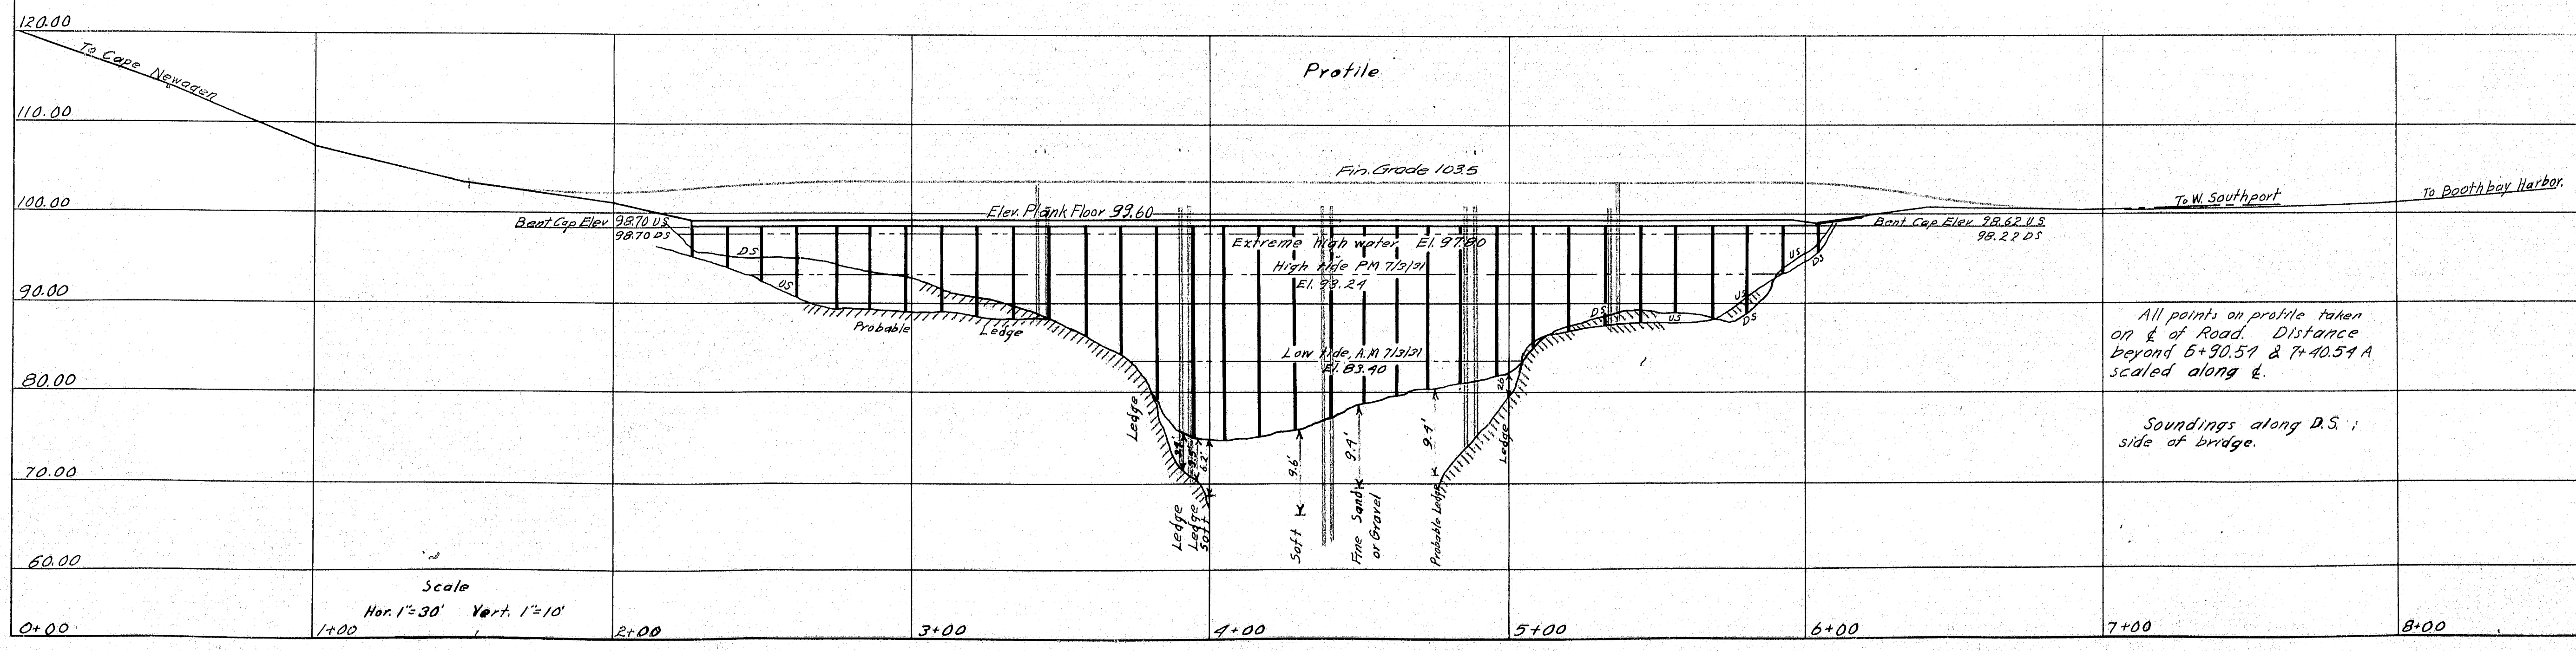 120.00
To Cape Newagen
Profile
110.00
Fin. Grade 103.5
To W. Southport
To Boothbay Harbor.
100.00
Elev. Plank Floor 99.60
Bent Cap Elev 98.70 US
98.70 DS
Bent Cap Elev 98.62 US
98.22 DS
Extreme high water El. 97.80
DS
US
DS
High tide PM 7/3/31
El. 93.24
US
90.00
US
DS
Probable
Ledge
DS
US
All points on profile taken
on ℄ of Road. Distance
beyond 6+90.54 & 7+40.54 A
scaled along ℄.
Low tide, A.M 7/3/31
El. 83.40
80.00
Ledge
Ledge
6.2'
9.6'
9.4'
9.4'
Soundings along D.S.
side of bridge.
70.00
Ledge
Ledge
Soft
Soft
Fine Sand
or Gravel
Probable Ledge
60.00
Scale
Hor. 1"=30' Vert. 1"=10'
0+00
1+00
2+00
3+00
4+00
5+00
6+00
7+00
8+00